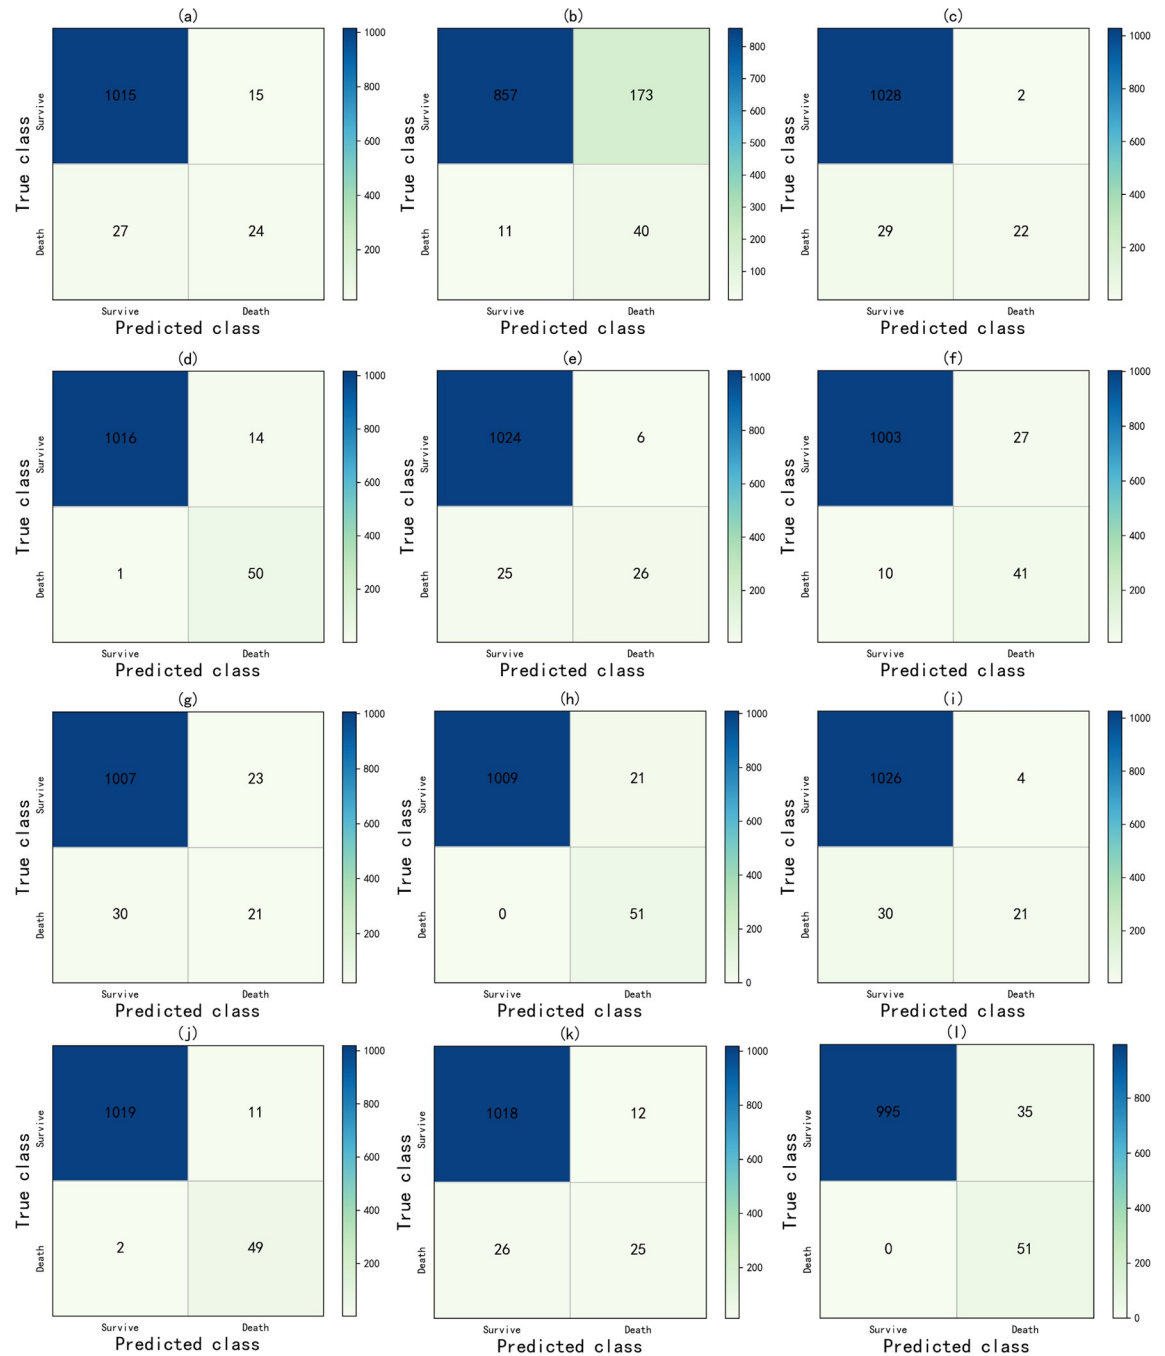 (a)
1015
15
27
24
Survive
Death
True class
Survive
Death
Predicted class
1000
800
600
400
200
(b)
857
173
11
40
Survive
Death
True class
Survive
Death
Predicted class
800
700
600
500
400
300
200
100
(c)
1028
2
29
22
Survive
Death
True class
Survive
Death
Predicted class
1000
800
600
400
200
(d)
1016
14
1
50
Survive
Death
True class
Survive
Death
Predicted class
1000
800
600
400
200
(e)
1024
6
25
26
Survive
Death
True class
Survive
Death
Predicted class
1000
800
600
400
200
(f)
1003
27
10
41
Survive
Death
True class
Survive
Death
Predicted class
1000
800
600
400
200
(g)
1007
23
30
21
Survive
Death
True class
Survive
Death
Predicted class
1000
800
600
400
200
(h)
1009
21
0
51
Survive
Death
True class
Survive
Death
Predicted class
1000
800
600
400
200
0
(i)
1026
4
30
21
Survive
Death
True class
Survive
Death
Predicted class
1000
800
600
400
200
(j)
1019
11
2
49
Survive
Death
True class
Survive
Death
Predicted class
1000
800
600
400
200
(k)
1018
12
26
25
Survive
Death
True class
Survive
Death
Predicted class
1000
800
600
400
200
(l)
995
35
0
51
Survive
Death
True class
Survive
Death
Predicted class
800
600
400
200
0